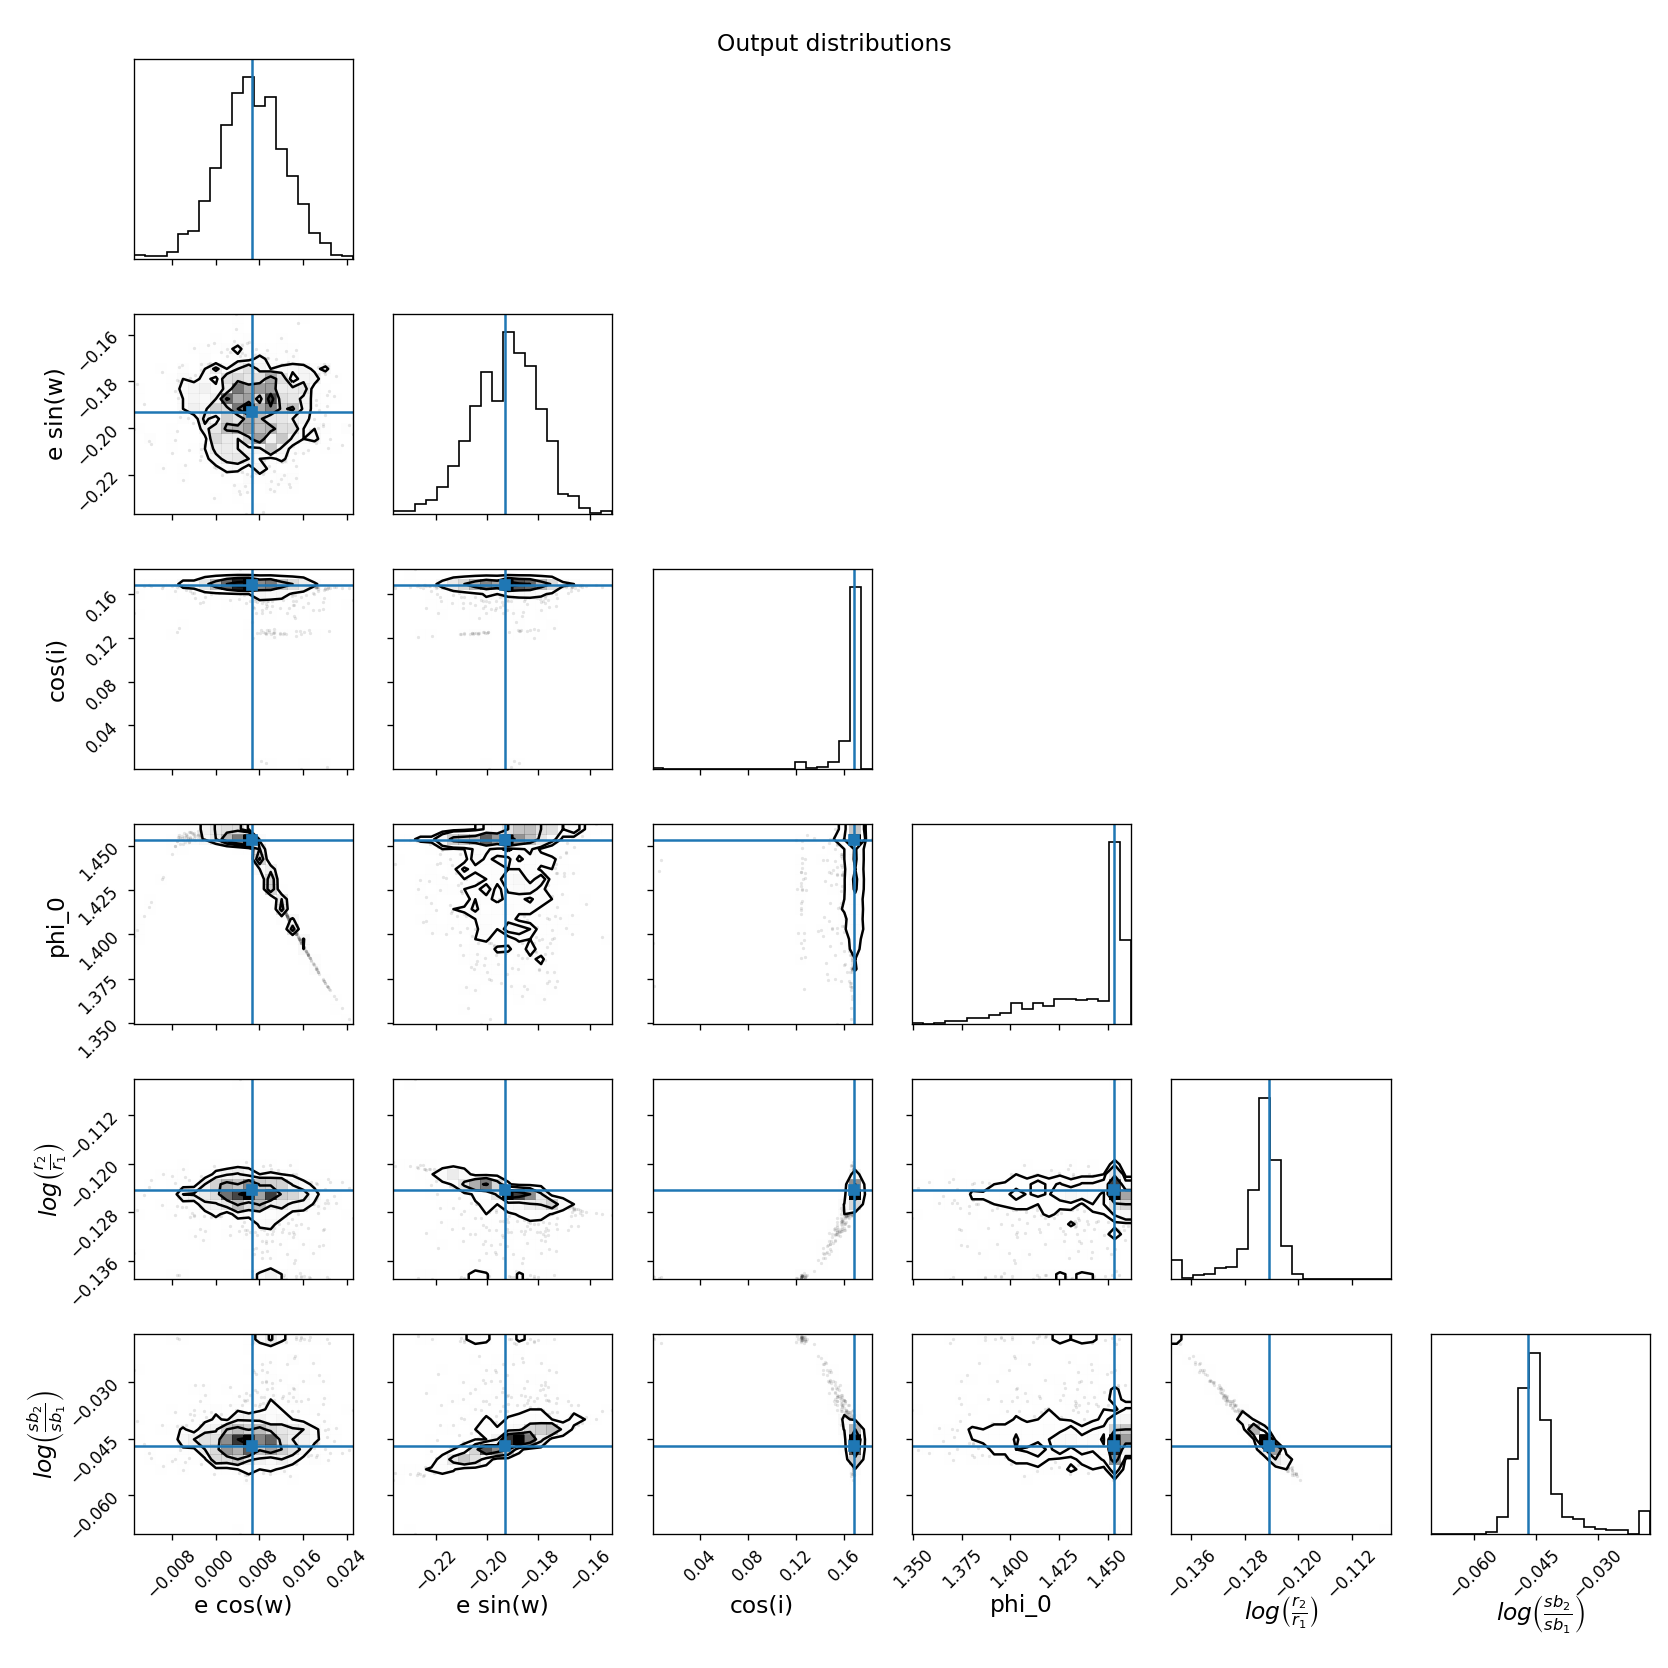 Output distributions
e sin(w)
−0.16
−0.18
−0.20
−0.22
cos(i)
0.16
0.12
0.08
0.04
phi_0
1.450
1.425
1.400
1.375
1.350
log(r₂/r₁)
−0.112
−0.120
−0.128
−0.136
log(sb₂/sb₁)
−0.030
−0.045
−0.060
−0.008 0.000 0.008 0.016 0.024 −0.22 −0.20 −0.18 −0.16 0.04 0.08 0.12 0.16 1.350 1.375 1.400 1.425 1.450 −0.136 −0.128 −0.120 −0.112 −0.060 −0.045 −0.030
e cos(w) e sin(w) cos(i) phi_0 log(r₂/r₁) log(sb₂/sb₁)